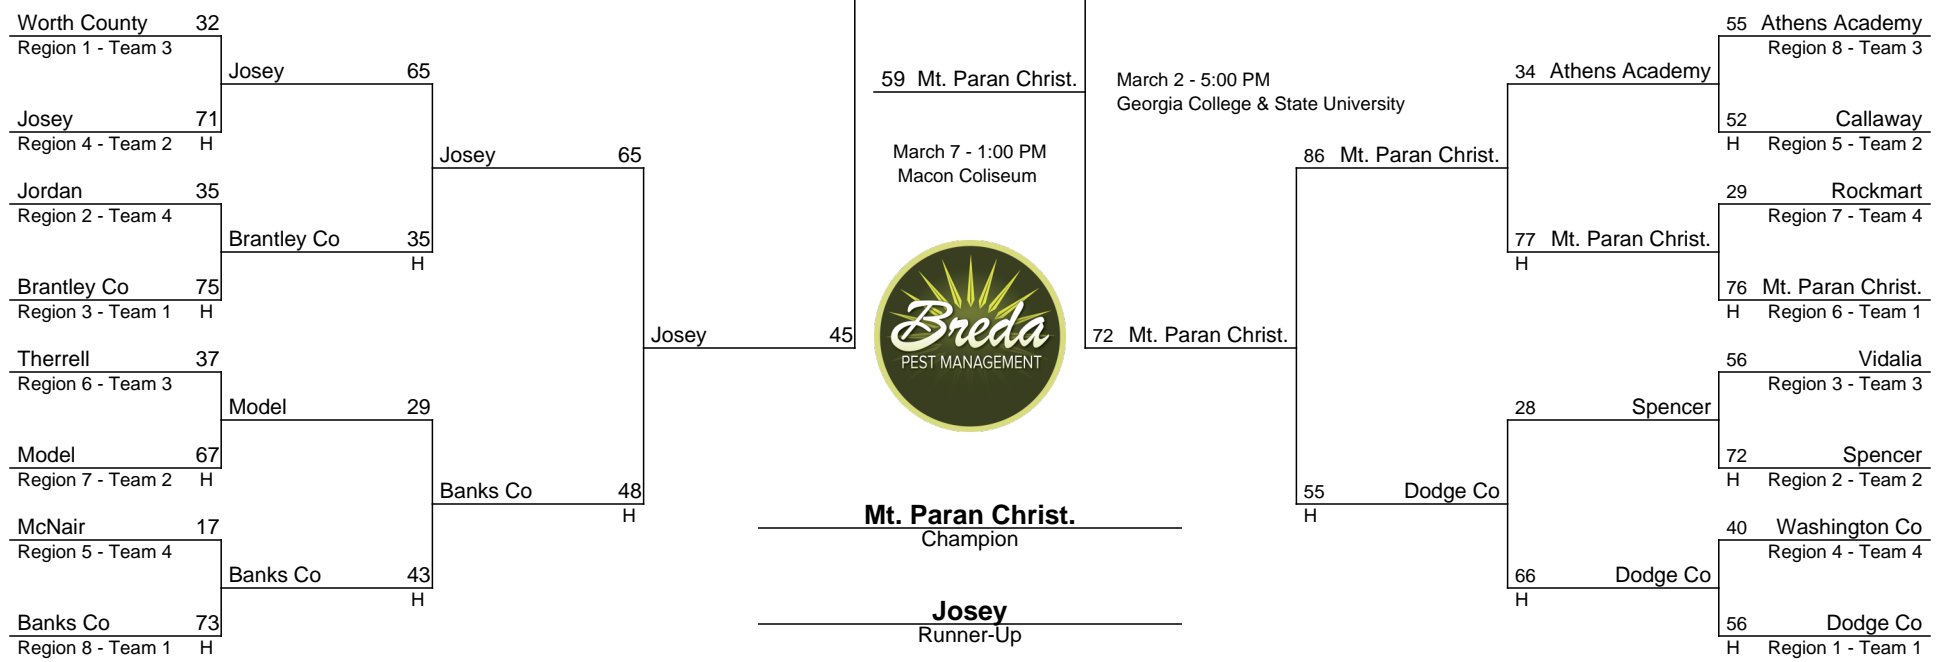 Worth County 32
Region 1 - Team 3
Josey 65
Josey 71
Region 4 - Team 2 H
Josey 65
Jordan 35
Region 2 - Team 4
Brantley Co 35
H
Brantley Co 75
Region 3 - Team 1 H
Josey 45
Therrell 37
Region 6 - Team 3
Model 29
Model 67
Region 7 - Team 2 H
Banks Co 48
H
McNair 17
Region 5 - Team 4
Banks Co 43
H
Banks Co 73
Region 8 - Team 1 H
59 Mt. Paran Christ.
March 7 - 1:00 PM
Macon Coliseum
Breda
PEST MANAGEMENT
Mt. Paran Christ.
Champion
Josey
Runner-Up
March 2 - 5:00 PM
Georgia College & State University
72 Mt. Paran Christ.
86 Mt. Paran Christ.
55 Dodge Co
H
34 Athens Academy
77 Mt. Paran Christ.
H
28 Spencer
66 Dodge Co
H
55 Athens Academy
Region 8 - Team 3
52 Callaway
H Region 5 - Team 2
29 Rockmart
Region 7 - Team 4
76 Mt. Paran Christ.
H Region 6 - Team 1
56 Vidalia
Region 3 - Team 3
72 Spencer
H Region 2 - Team 2
40 Washington Co
Region 4 - Team 4
56 Dodge Co
H Region 1 - Team 1